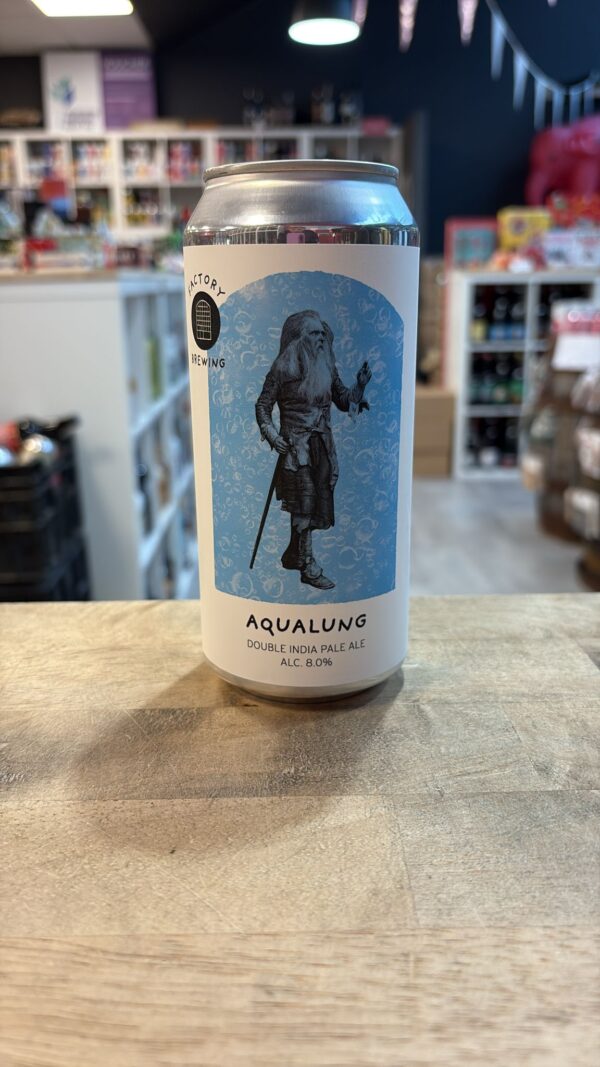 FACTORY
BREWING
AQUALUNG
DOUBLE INDIA PALE ALE
ALC. 8.0%